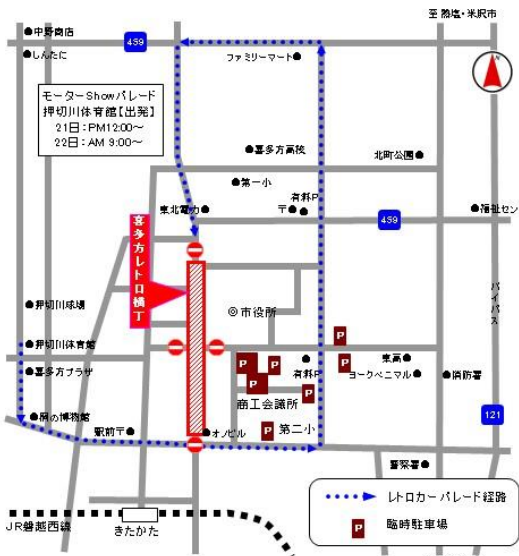 至 熱塩・米沢市
中野商店
459
しんたに
ファミリーマート
モーターShowパレード
押切川体育館【出発】
21日：PM12:00～
22日：AM 9:00～
喜多方高校
北町公園
第一小
有料P
東北電力
〒
福祉セン
459
喜多方レトロ横丁
バイパス
押切川球場
市役所
押切川体育館
P
東高
喜多方プラザ
P
P
P
有料P
P
ヨークベニマル
消防署
P
商工会議所
P
蔵の博物館
121
駅前〒
オノビル
P
第二小
警察署
レトロカーパレード経路
P
臨時駐車場
JR磐越西線
きたかた